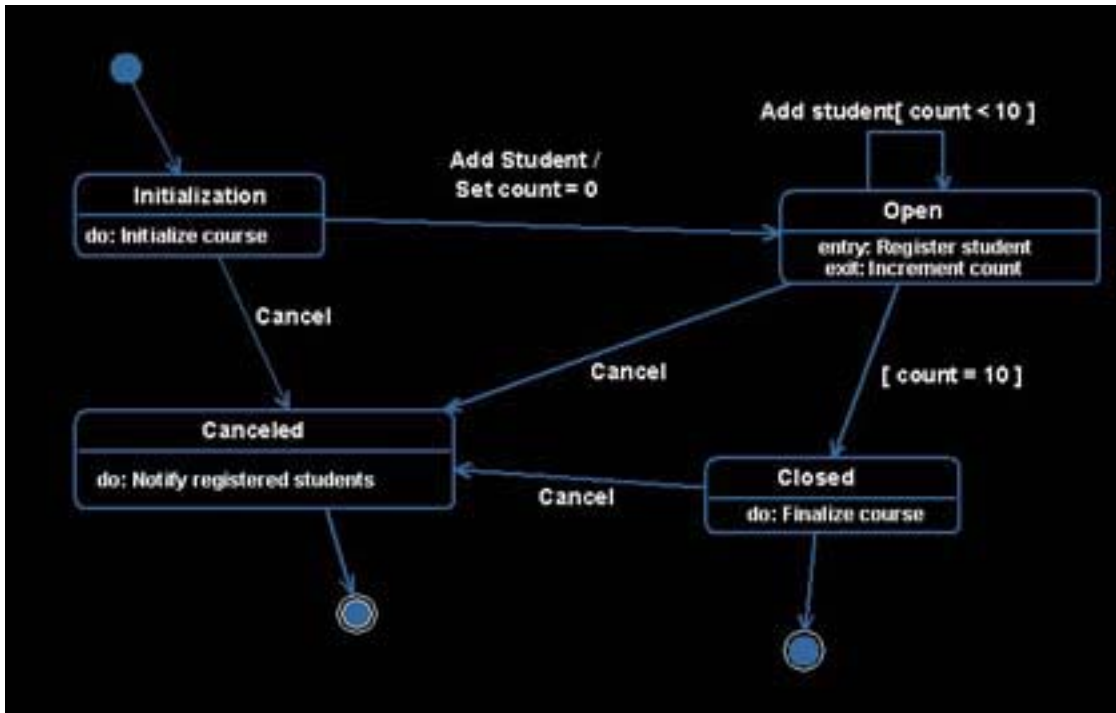 Add student[ count < 10 ]
Add Student /
Set count = 0
Initialization
do: Initialize course
Open
entry: Register student
exit: Increment count
Cancel
Cancel
[ count = 10 ]
Canceled
do: Notify registered students
Cancel
Closed
do: Finalize course